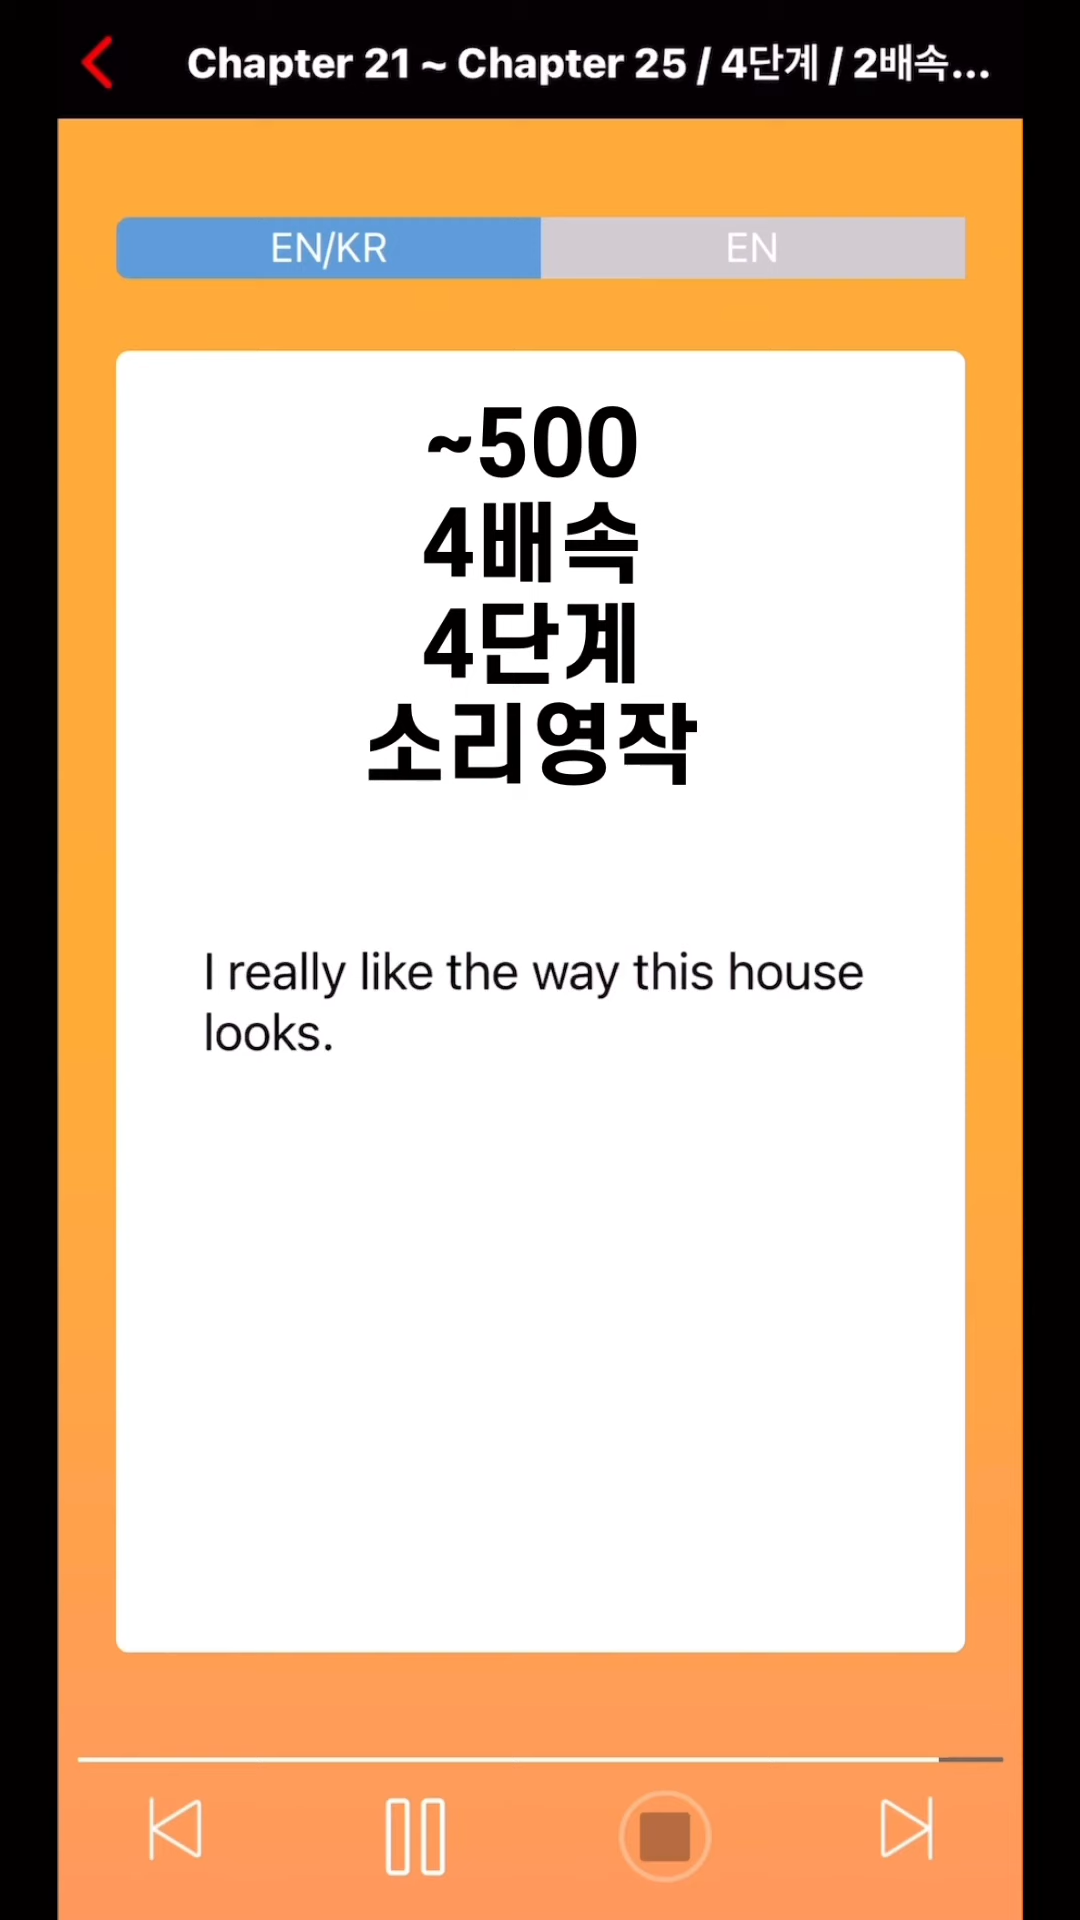 Chapter 21 ~ Chapter 25 / 4단계 / 2배속...
EN/KR
EN
~500
4배속
4단계
소리영작
I really like the way this house
looks.